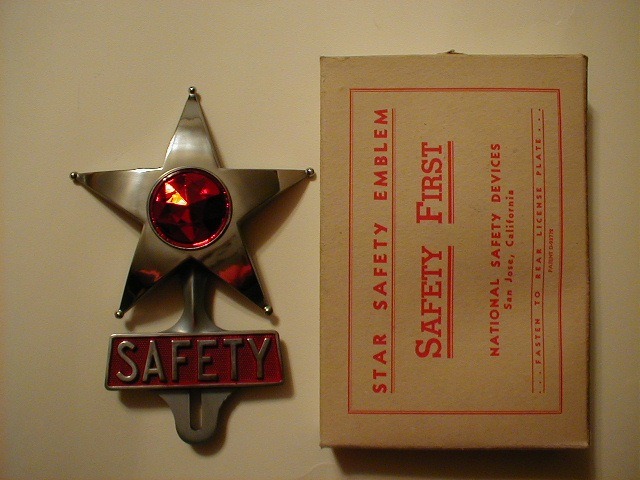 SAFETY
STAR SAFETY EMBLEM
SAFETY FIRST
NATIONAL SAFETY DEVICES
San Jose, California
... FASTEN TO REAR LICENSE PLATE ...